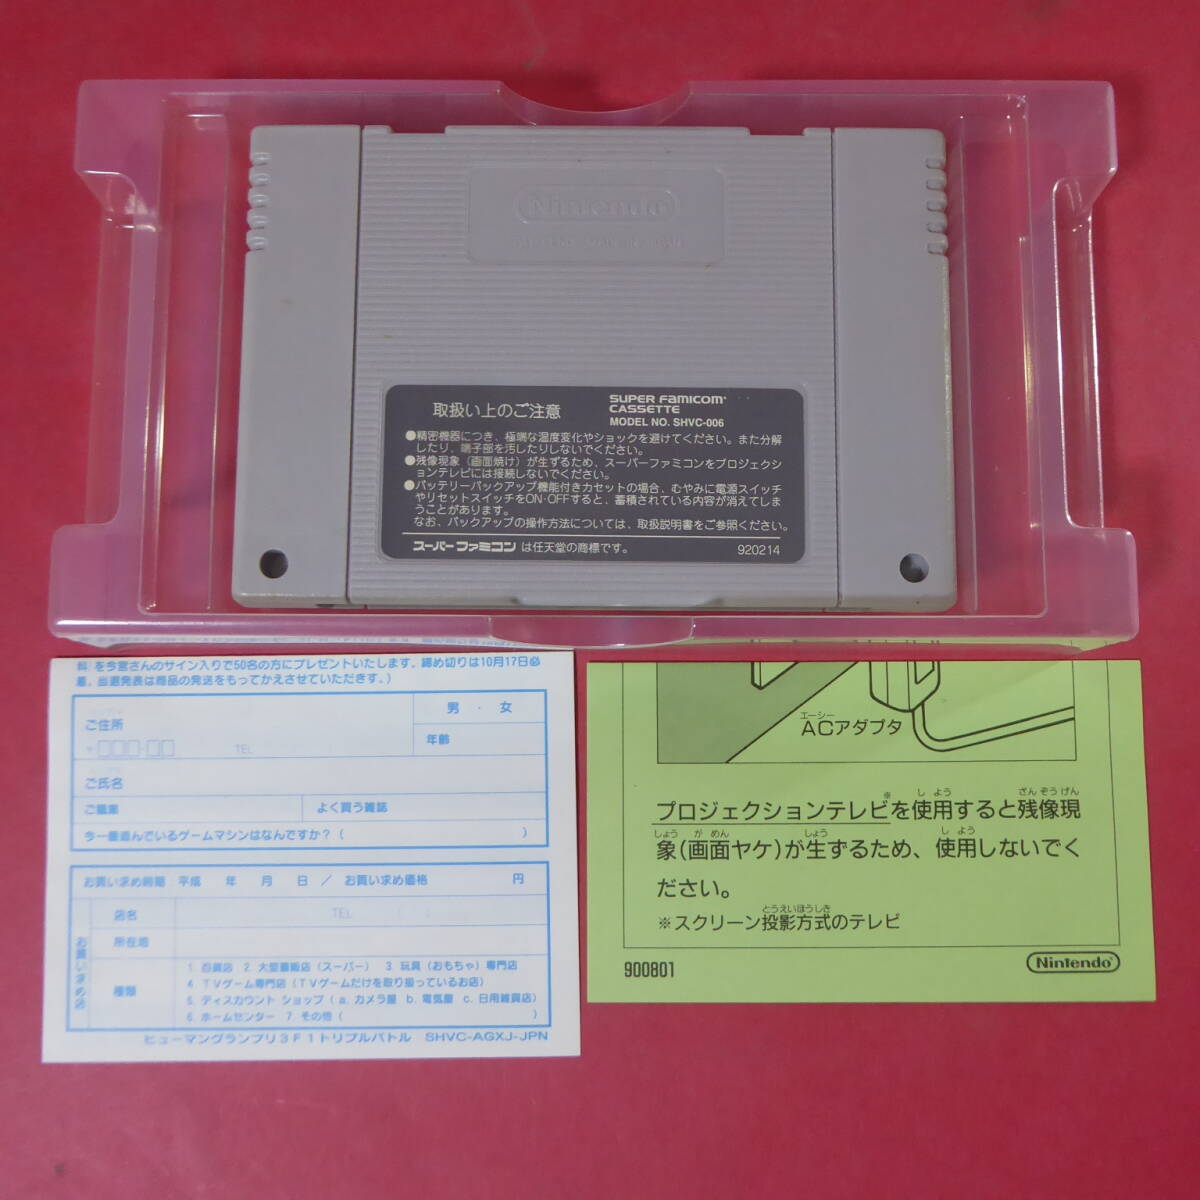 Nintendo
取扱い上のご注意
SUPER FAMICOM
CASSETTE
MODEL NO. SHVC-006
●精密機器につき、極端な温度変化やショックを避けてください。また分解
したり、端子部を汚したりしないでください。
●残像現象(画面焼け)が生ずるため、スーパーファミコンをプロジェクシ
ョンテレビには接続しないでください。
●バッテリーバックアップ機能付きカセットの場合、むやみに電源スイッチ
やリセットスイッチをON・OFFすると、蓄積されている内容が消えてしま
うことがあります。
なお、バックアップの操作方法については、取扱説明書をご参照ください。
スーパーファミコンは任天堂の商標です。
920214
を今宮さんのサイン入りで50名の方にプレゼントいたします。締め切りは10月17日必
着。当選発表は商品の発送をもってかえさせていただきます。)
ご住所
男・女
TEL
年齢
ご氏名
ご職業
よく買う雑誌
今一番遊んでいるゲームマシンはなんですか?( )
お買い求め時期 平成 年 月 日 / お買い求め価格 円
お買い求め店
店名
TEL
所在地
種類
1 百貨店 2 大型量販店(スーパー) 3 玩具(おもちゃ)専門店
4 TVゲーム専門店(TVゲームだけを取り扱っているお店)
5 ディスカウント ショップ(a. カメラ屋 b. 電気屋 c. 日用雑貨店)
6 ホームセンター 7 その他(
ヒューマングランプリ3 F1トリプルバトル SHVC-AGXJ-JPN
エーシー
ACアダプタ
しよう ざんぞうげん
プロジェクションテレビ※を使用すると残像現
しょう がめん しょう しよう
象(画面ヤケ)が生ずるため、使用しないでく
ださい。
とうえいほうしき
※スクリーン投影方式のテレビ
900801
Nintendo